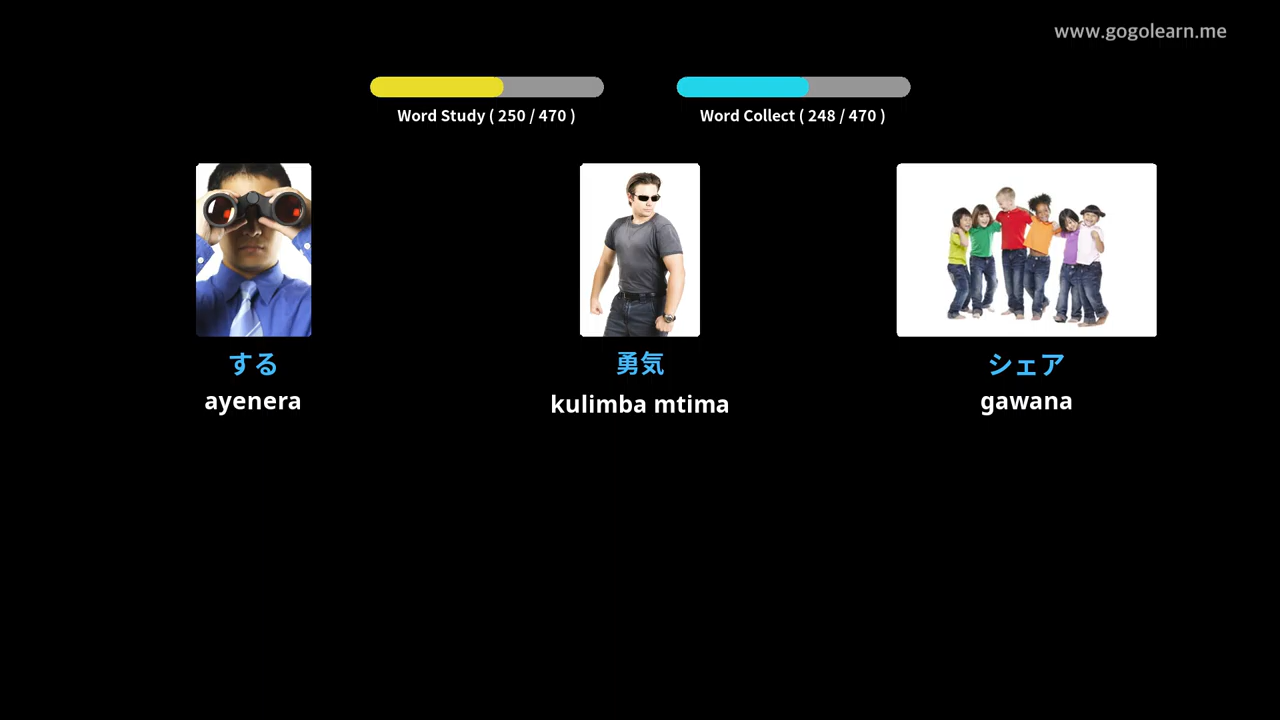 www.gogolearn.me
Word Study ( 250 / 470 )
Word Collect ( 248 / 470 )
する
勇気
シェア
ayenera
kulimba mtima
gawana